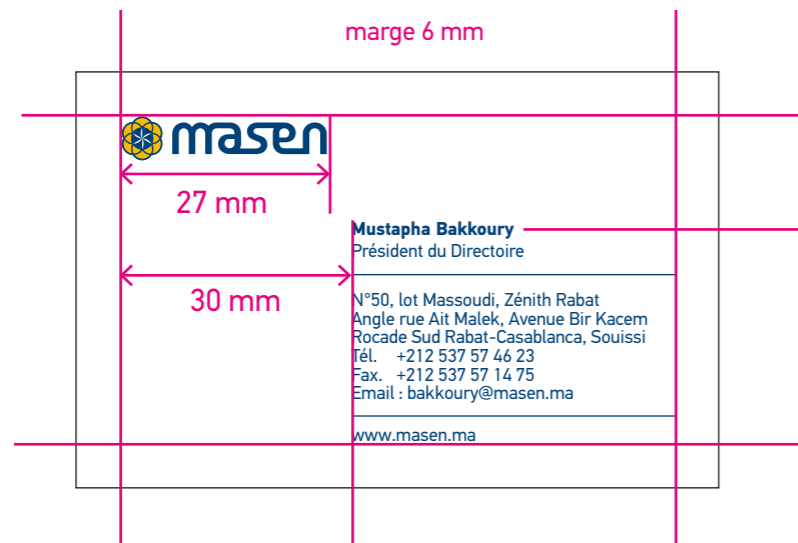 marge 6 mm
masen
27 mm
Mustapha Bakkoury
Président du Directoire
30 mm
N°50, lot Massoudi, Zénith Rabat
Angle rue Ait Malek, Avenue Bir Kacem
Rocade Sud Rabat-Casablanca, Souissi
Tél. +212 537 57 46 23
Fax. +212 537 57 14 75
Email : bakkoury@masen.ma
www.masen.ma